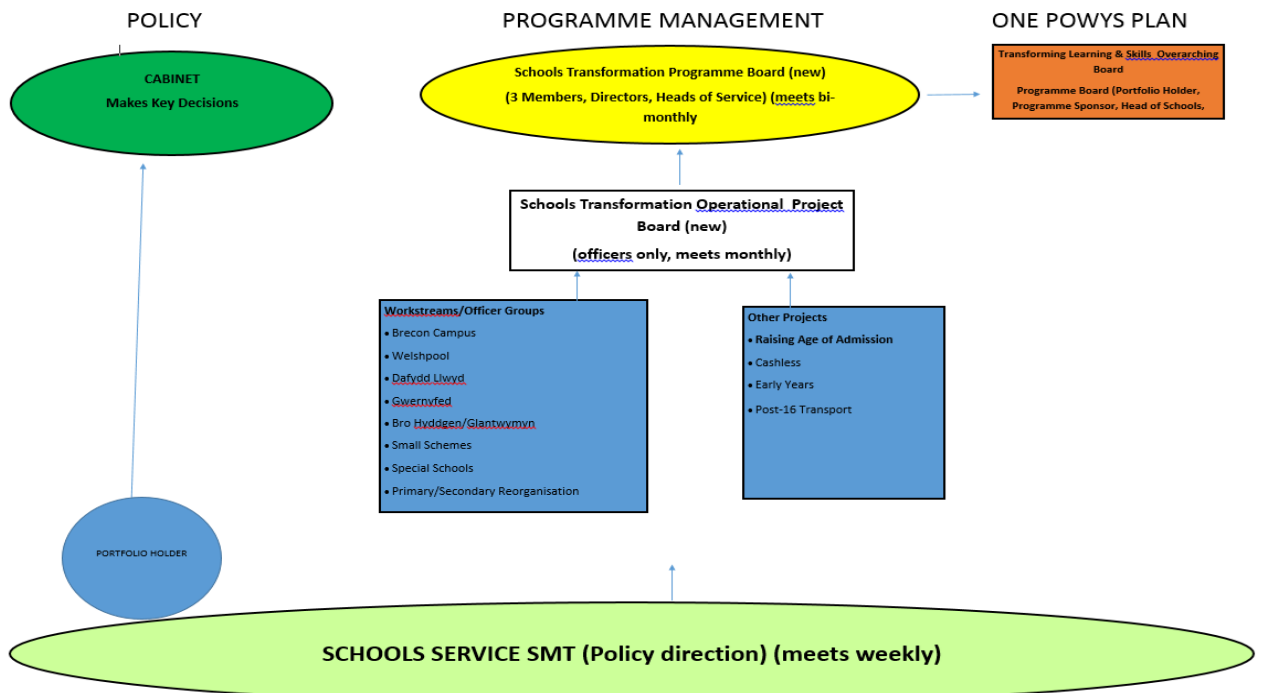 POLICY
PROGRAMME MANAGEMENT
ONE POWYS PLAN
CABINET
Makes Key Decisions
Schools Transformation Programme Board (new)
(3 Members, Directors, Heads of Service) (meets bi-
monthly
Transforming Learning & Skills Overarching
Board
Programme Board (Portfolio Holder,
Programme Sponsor, Head of Schools,
Schools Transformation Operational Project
Board (new)
(officers only, meets monthly)
Workstreams/Officer Groups
• Brecon Campus
• Welshpool
• Dafydd Llwyd
• Gwernyfed
• Bro Hyddgen/Glantwymyn
• Small Schemes
• Special Schools
• Primary/Secondary Reorganisation
Other Projects
• Raising Age of Admission
• Cashless
• Early Years
• Post-16 Transport
PORTFOLIO HOLDER
SCHOOLS SERVICE SMT (Policy direction) (meets weekly)